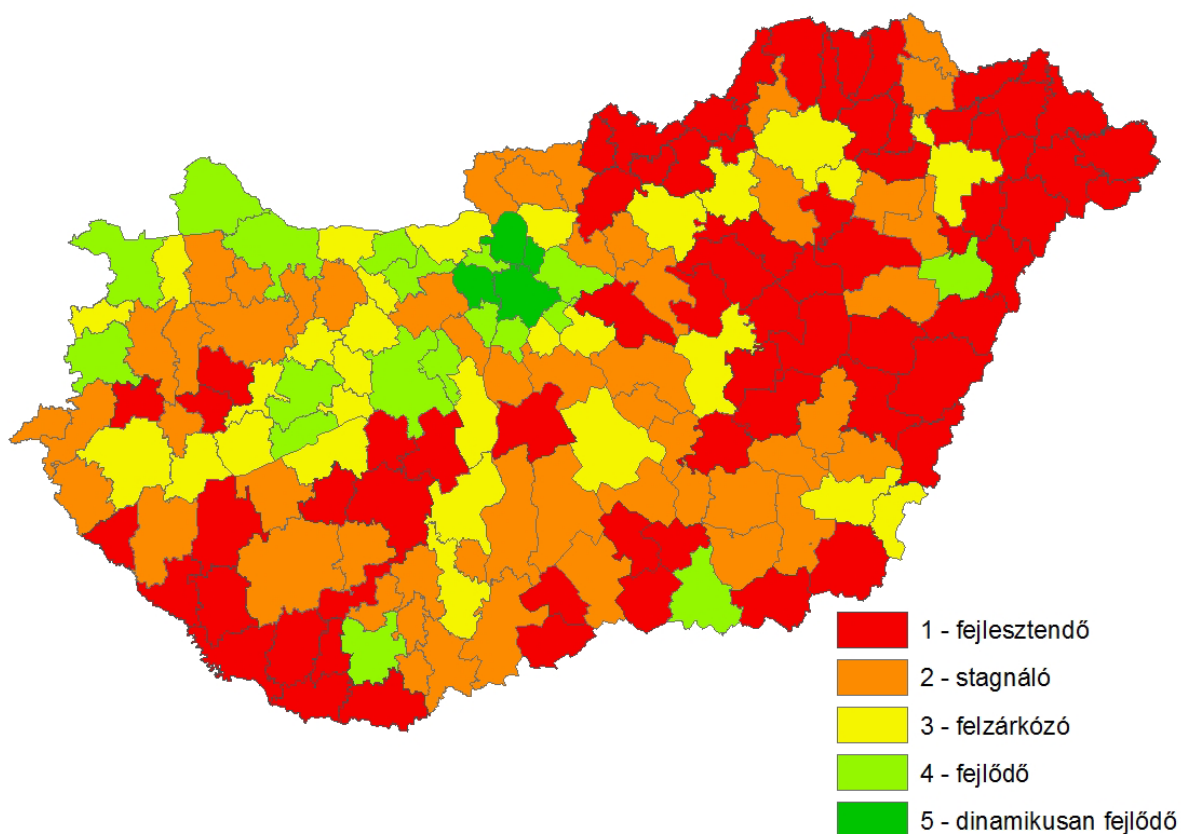 1 - fejlesztendő
2 - stagnáló
3 - felzárkózó
4 - fejlődő
5 - dinamikusan fejlődő